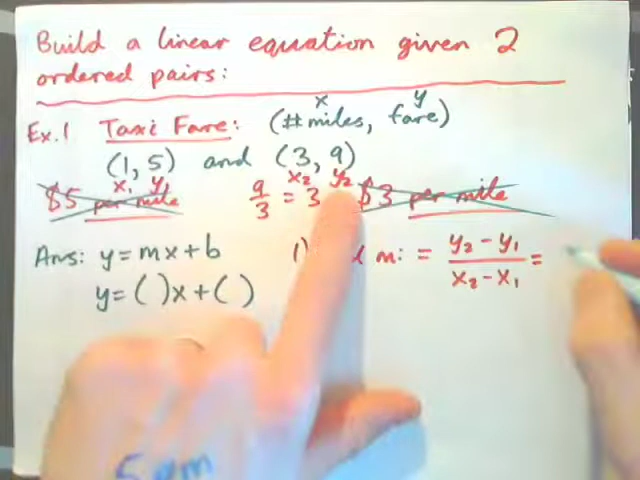 Build a linear equation given 2
ordered pairs:
Ex.1 Taxi Fare: (#miles, fare)
x y
(1, 5) and (3, 9)
x₁ y₁ x₂ y₂
$5 per mile 9/3 = 3 $3 per mile
Ans: y = mx + b 1) m: = (y₂ - y₁)/(x₂ - x₁) =
y = ( )x + ( )